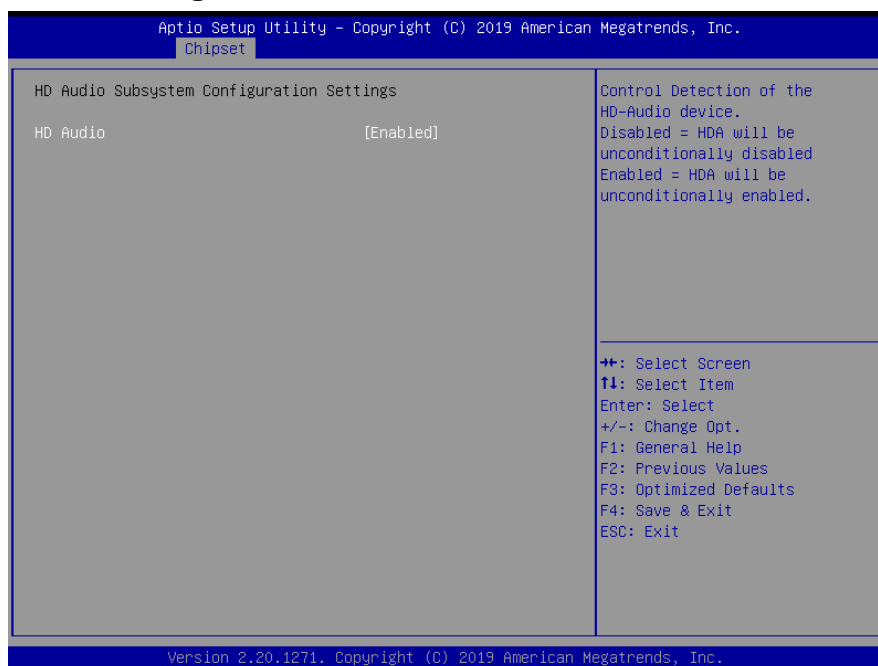 Aptio Setup Utility – Copyright (C) 2019 American Megatrends, Inc.
Chipset
HD Audio Subsystem Configuration Settings
HD Audio [Enabled]
Control Detection of the
HD-Audio device.
Disabled = HDA will be
unconditionally disabled
Enabled = HDA will be
unconditionally enabled.
→←: Select Screen
↑↓: Select Item
Enter: Select
+/-: Change Opt.
F1: General Help
F2: Previous Values
F3: Optimized Defaults
F4: Save & Exit
ESC: Exit
Version 2.20.1271. Copyright (C) 2019 American Megatrends, Inc.